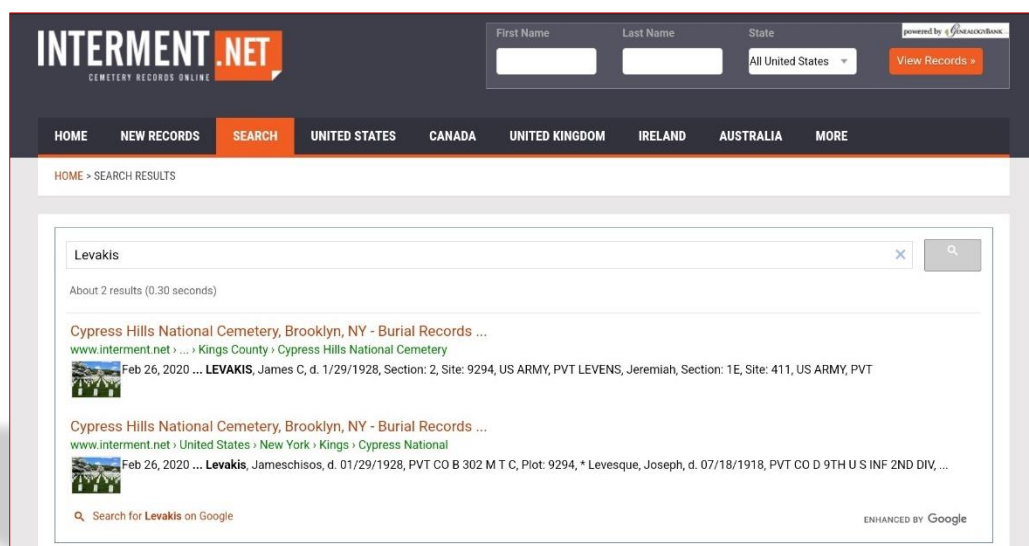 INTERMENT.NET
CEMETERY RECORDS ONLINE
First Name Last Name State powered by GENEALOGYBANK
All United States View Records »
HOME NEW RECORDS SEARCH UNITED STATES CANADA UNITED KINGDOM IRELAND AUSTRALIA MORE
HOME > SEARCH RESULTS
Levakis
About 2 results (0.30 seconds)
Cypress Hills National Cemetery, Brooklyn, NY - Burial Records ...
www.interment.net › ... › Kings County › Cypress Hills National Cemetery
Feb 26, 2020 ... LEVAKIS, James C, d. 1/29/1928, Section: 2, Site: 9294, US ARMY, PVT LEVENS, Jeremiah, Section: 1E, Site: 411, US ARMY, PVT
Cypress Hills National Cemetery, Brooklyn, NY - Burial Records ...
www.interment.net › United States › New York › Kings › Cypress National
Feb 26, 2020 ... Levakis, Jameschisos, d. 01/29/1928, PVT CO B 302 M T C, Plot: 9294, * Levesque, Joseph, d. 07/18/1918, PVT CO D 9TH U S INF 2ND DIV, ...
Search for Levakis on Google
ENHANCED BY Google